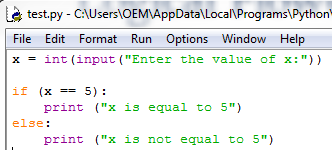 test.py - C:\Users\OEM\AppData\Local\Programs\Python
File Edit Format Run Options Window Help
x = int(input("Enter the value of x:"))
if (x == 5):
    print ("x is equal to 5")
else:
    print ("x is not equal to 5")